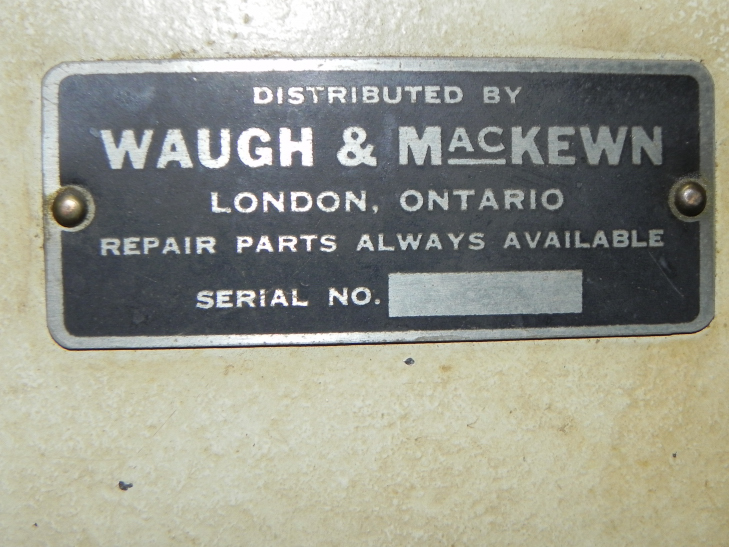 DISTRIBUTED BY
WAUGH & MACKEWN
LONDON, ONTARIO
REPAIR PARTS ALWAYS AVAILABLE
SERIAL NO.